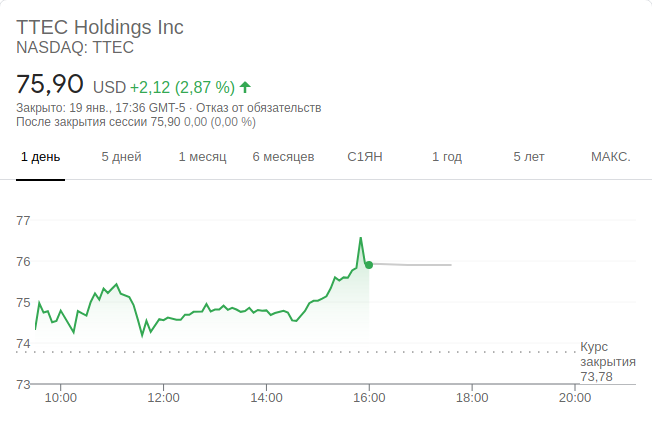 TTEC Holdings Inc
NASDAQ: TTEC
75,90 USD +2,12 (2,87 %)
Закрыто: 19 янв., 17:36 GMT-5 · Отказ от обязательств
После закрытия сессии 75,90 0,00 (0,00 %)
1 день 5 дней 1 месяц 6 месяцев С1ЯН 1 год 5 лет МАКС.
77
76
75
74
Курс
закрытия
73,78
73
10:00 12:00 14:00 16:00 18:00 20:00